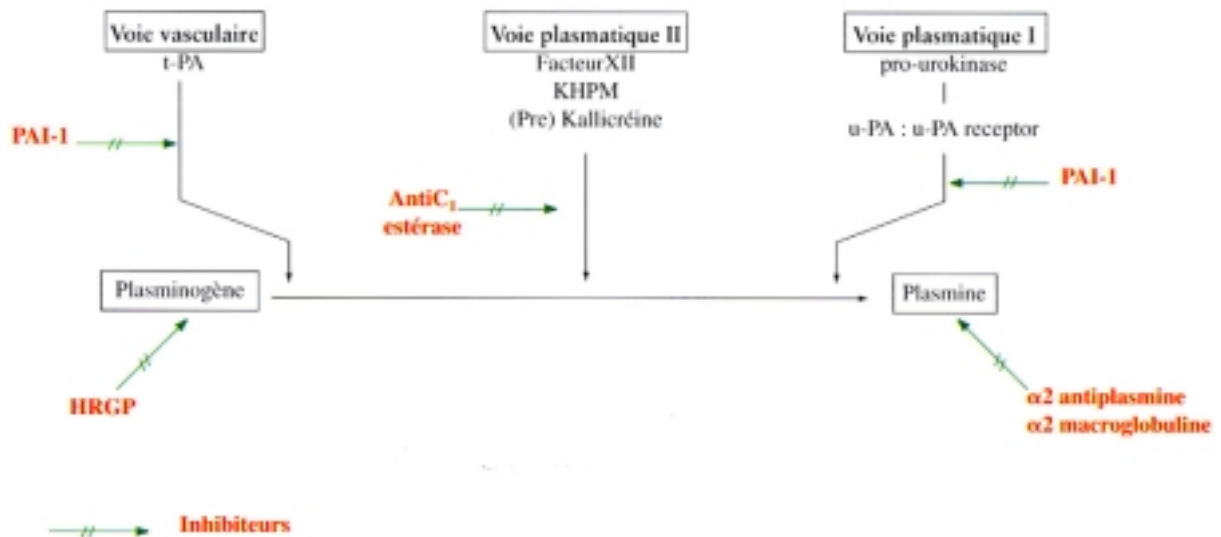 Voie vasculaire
t-PA
Voie plasmatique II
FacteurXII
KHPM
(Pre) Kallicréine
Voie plasmatique I
pro-urokinase
u-PA : u-PA receptor
PAI-1
AntiC1
estérase
PAI-1
Plasminogène
Plasmine
HRGP
α2 antiplasmine
α2 macroglobuline
Inhibiteurs